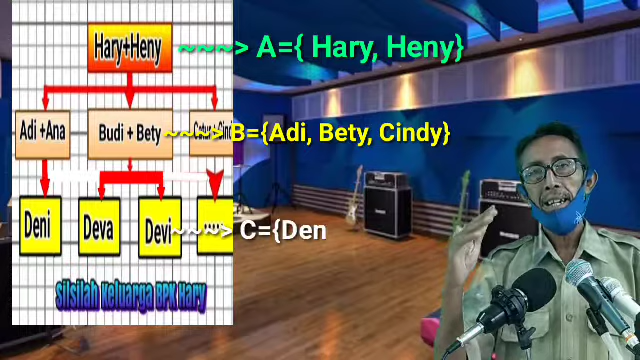 Hary+Heny ~~~~> A={ Hary, Heny}
Adi +Ana Budi + Bety ~~~~> B={Adi, Bety, Cindy}
Deni Deva Devi ~~~~> C={Den
Silsilah Keluarga BPK Hary